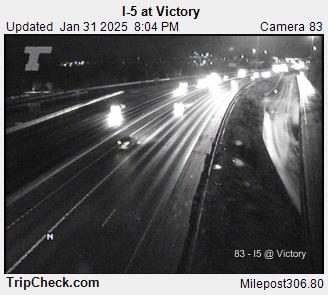 I-5 at Victory
Updated Jan 31 2025 8:04 PM
Camera 83
T
N
83 - I5 @ Victory
TripCheck.com
Milepost306.80